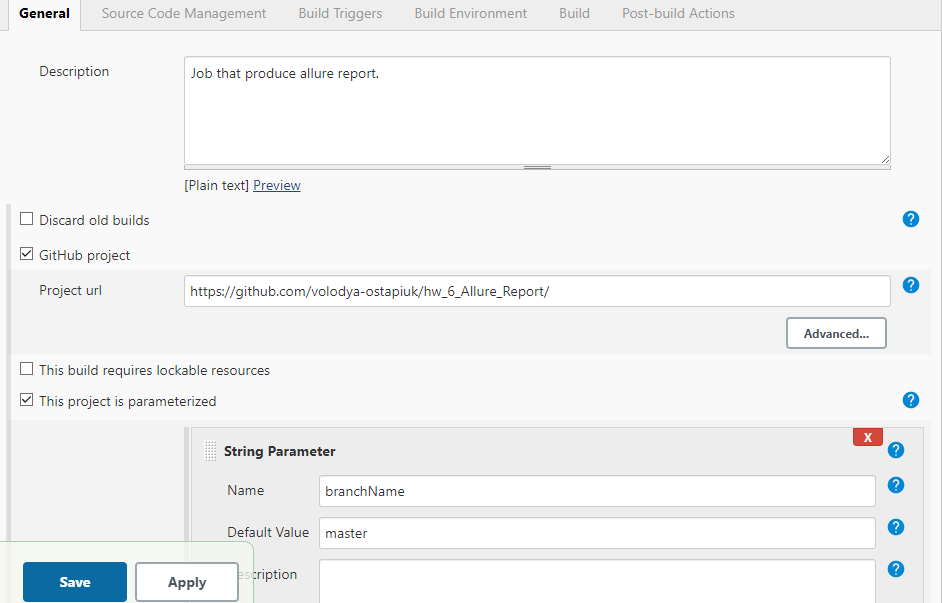 General Source Code Management Build Triggers Build Environment Build Post-build Actions
Description
Job that produce allure report.
[Plain text] Preview
Discard old builds
?
GitHub project
Project url
https://github.com/volodya-ostapiuk/hw_6_Allure_Report/
?
Advanced...
This build requires lockable resources
This project is parameterized
?
X
String Parameter
?
Name
branchName
?
Default Value
master
?
scription
?
Save Apply